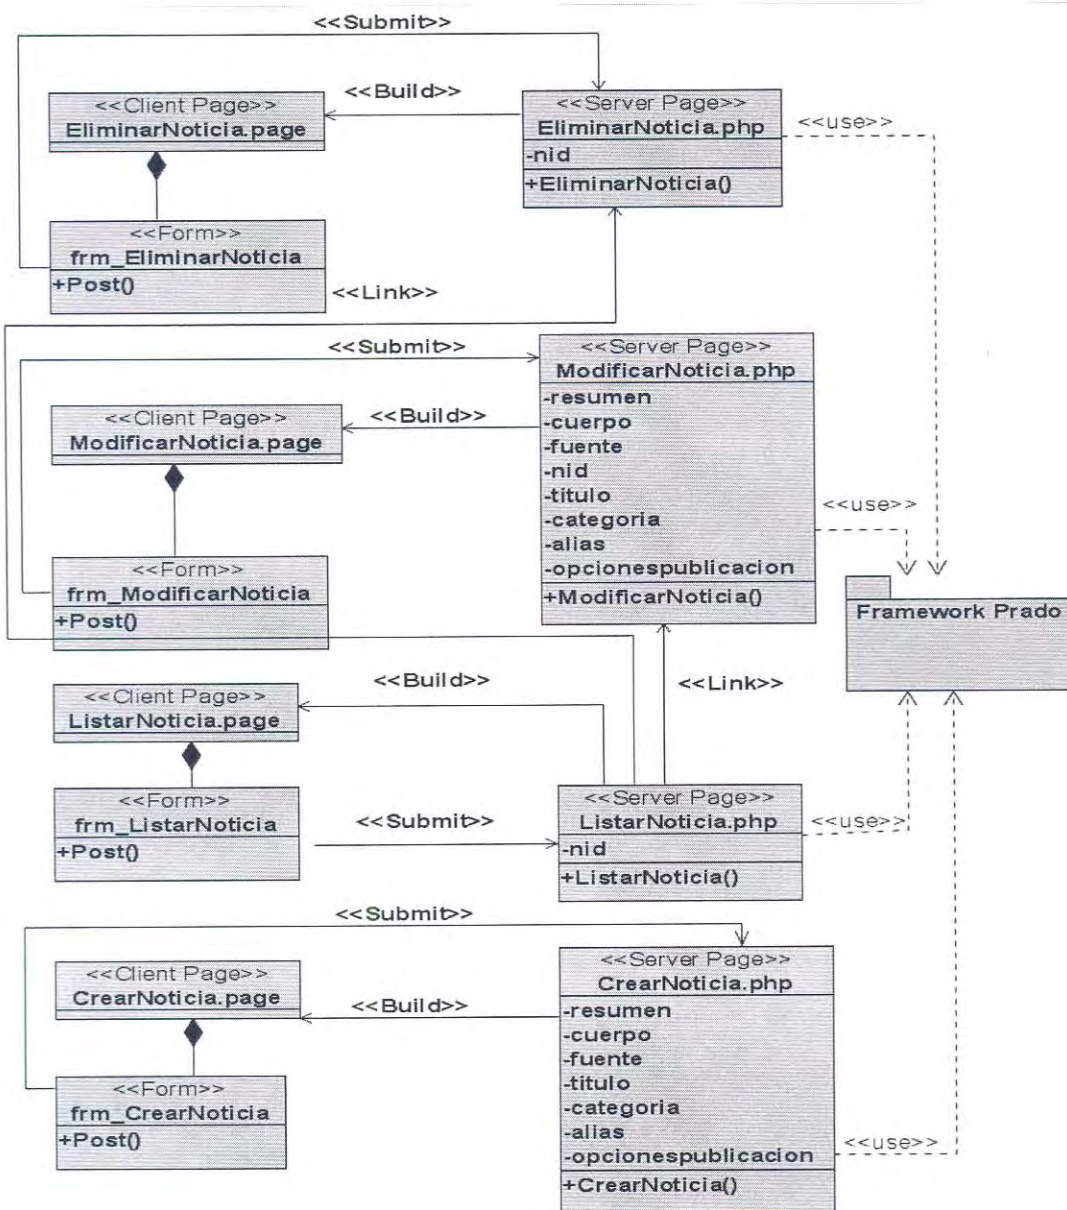 <<Submit>>
<<Client Page>>
EliminarNoticia.page
<<Build>>
<<Server Page>>
EliminarNoticia.php
-nid
+EliminarNoticia()
<<use>>
<<Form>>
frm_EliminarNoticia
+Post()
<<Link>>
<<Submit>>
<<Server Page>>
ModificarNoticia.php
-resumen
-cuerpo
-fuente
-nid
-titulo
-categoria
-alias
-opcionespublicacion
+ModificarNoticia()
<<Client Page>>
ModificarNoticia.page
<<Build>>
<<use>>
<<Form>>
frm_ModificarNoticia
+Post()
Framework Prado
<<Client Page>>
ListarNoticia.page
<<Build>>
<<Link>>
<<Form>>
frm_ListarNoticia
+Post()
<<Submit>>
<<Server Page>>
ListarNoticia.php
-nid
+ListarNoticia()
<<use>>
<<Submit>>
<<Client Page>>
CrearNoticia.page
<<Build>>
<<Server Page>>
CrearNoticia.php
-resumen
-cuerpo
-fuente
-titulo
-categoria
-alias
-opcionespublicacion
+CrearNoticia()
<<use>>
<<Form>>
frm_CrearNoticia
+Post()